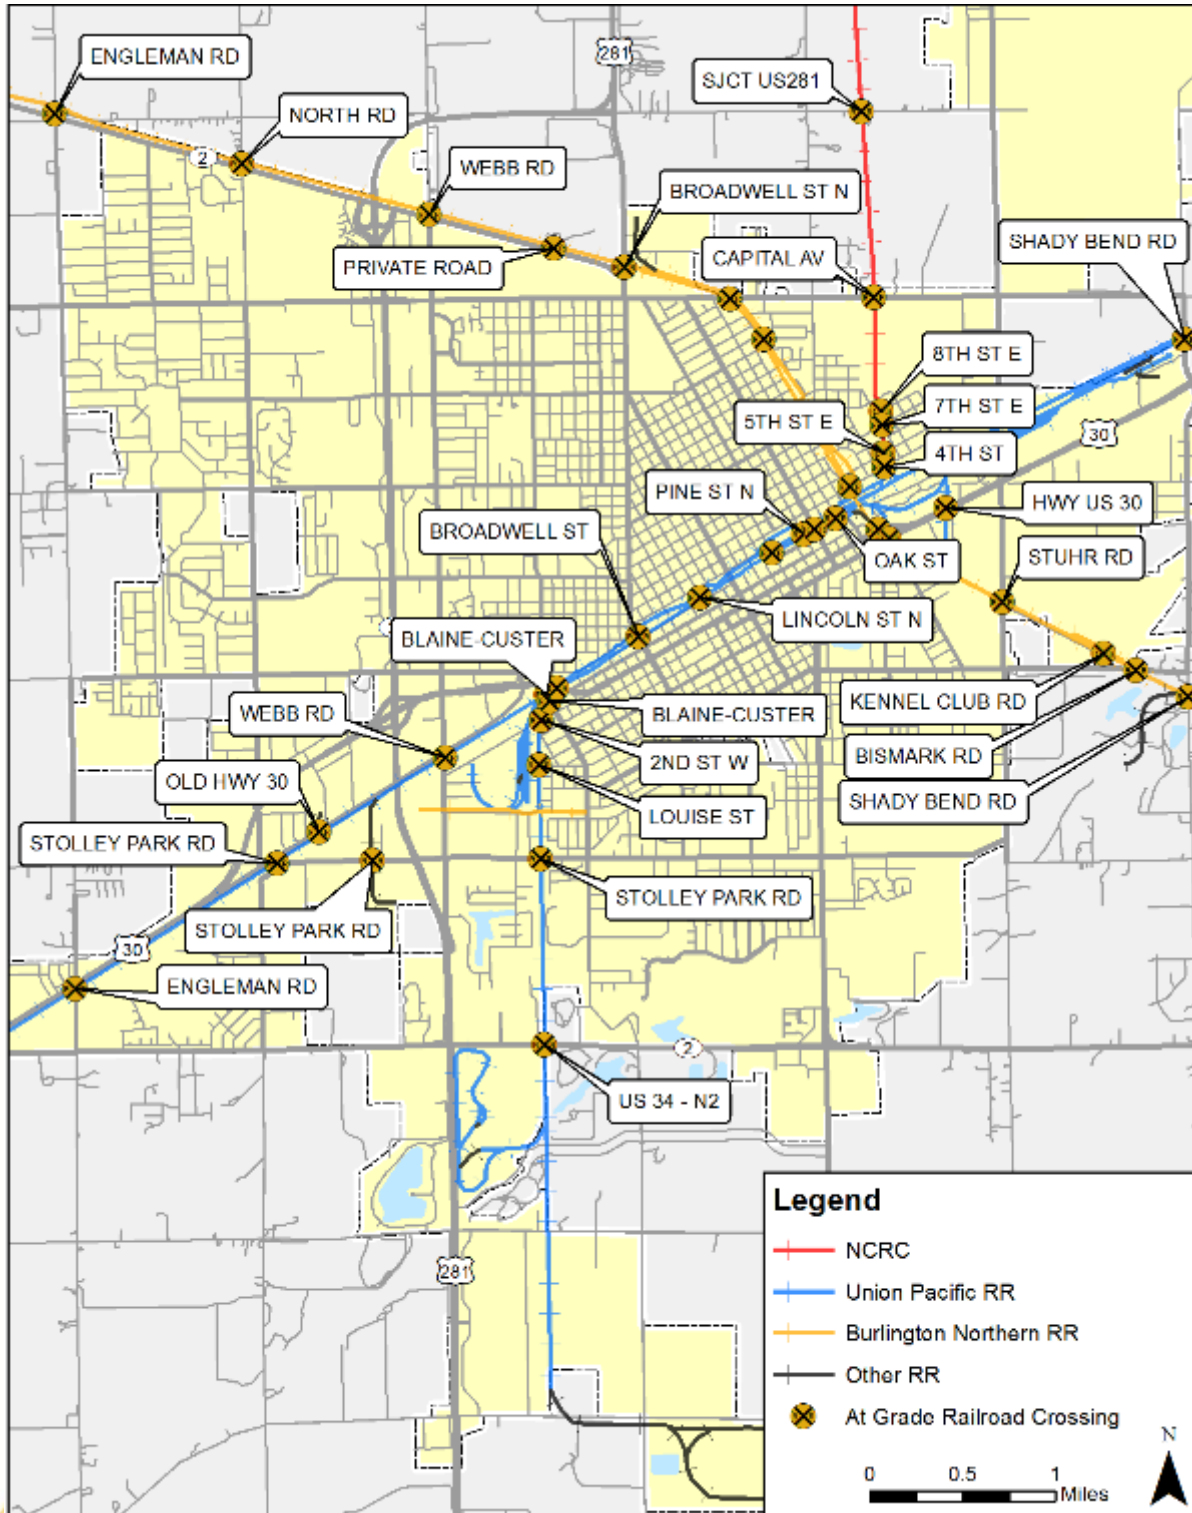 281
ENGLEMAN RD
SJCT US281
NORTH RD
2
WEBB RD
BROADWELL ST N
SHADY BEND RD
PRIVATE ROAD
CAPITAL AV
8TH ST E
7TH ST E
5TH ST E
30
4TH ST
PINE ST N
HWY US 30
BROADWELL ST
OAK ST
STUHR RD
LINCOLN ST N
BLAINE-CUSTER
KENNEL CLUB RD
WEBB RD
BLAINE-CUSTER
BISMARK RD
2ND ST W
OLD HWY 30
SHADY BEND RD
LOUISE ST
STOLLEY PARK RD
STOLLEY PARK RD
STOLLEY PARK RD
30
ENGLEMAN RD
2
US 34 - N2
281
Legend
NCRC
Union Pacific RR
Burlington Northern RR
Other RR
At Grade Railroad Crossing
N
0 0.5 1
Miles